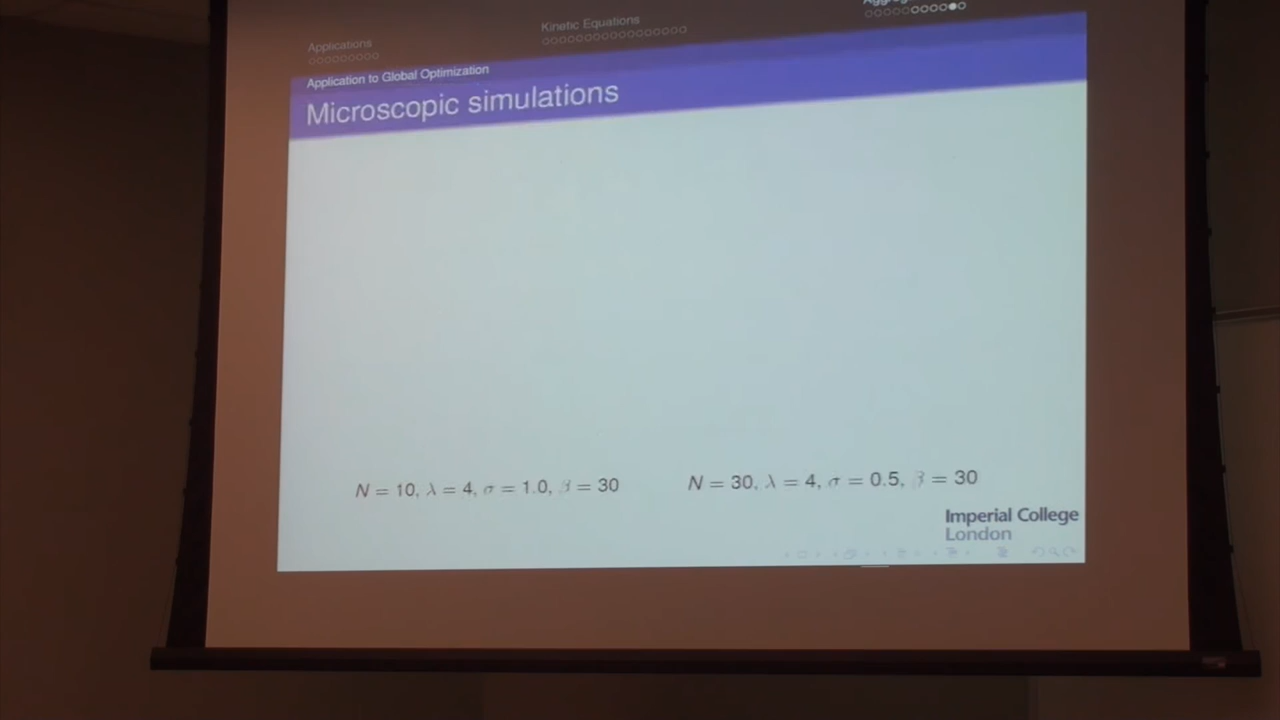 Applications
Kinetic Equations
Application to Global Optimization
Microscopic simulations
N = 10, λ = 4, σ = 1.0, β = 30
N = 30, λ = 4, σ = 0.5, β = 30
Imperial College
London